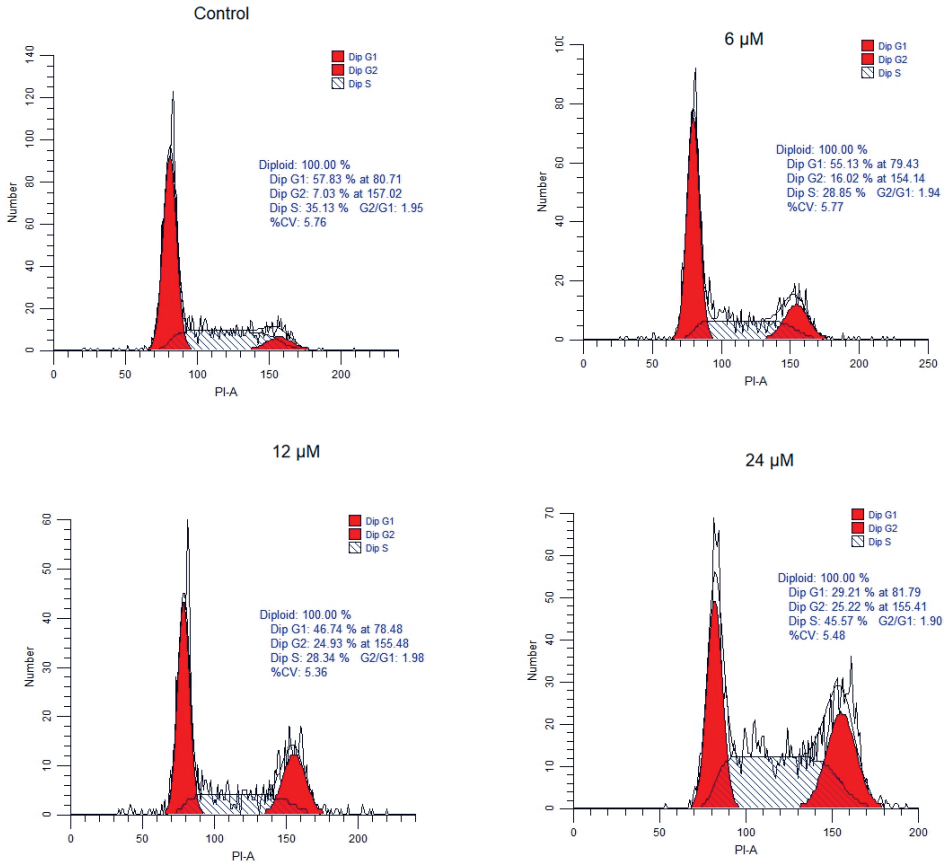 Control
Dip G1
Dip G2
Dip S
Diploid: 100.00 %
Dip G1: 57.83 % at 80.71
Dip G2: 7.03 % at 157.02
Dip S: 35.13 % G2/G1: 1.95
%CV: 5.76
Number
140
120
100
80
60
40
20
0
0 50 100 150 200
PI-A
6 µM
Dip G1
Dip G2
Dip S
Diploid: 100.00 %
Dip G1: 55.13 % at 79.43
Dip G2: 16.02 % at 154.14
Dip S: 28.85 % G2/G1: 1.94
%CV: 5.77
Number
100
80
60
40
20
0
0 50 100 150 200 250
PI-A
12 µM
Dip G1
Dip G2
Dip S
Diploid: 100.00 %
Dip G1: 46.74 % at 78.48
Dip G2: 24.93 % at 155.48
Dip S: 28.34 % G2/G1: 1.98
%CV: 5.36
Number
60
50
40
30
20
10
0
0 50 100 150 200
PI-A
24 µM
Dip G1
Dip G2
Dip S
Diploid: 100.00 %
Dip G1: 29.21 % at 81.79
Dip G2: 25.22 % at 155.41
Dip S: 45.57 % G2/G1: 1.90
%CV: 5.48
Number
70
60
50
40
30
20
10
0
0 50 100 150 200
PI-A